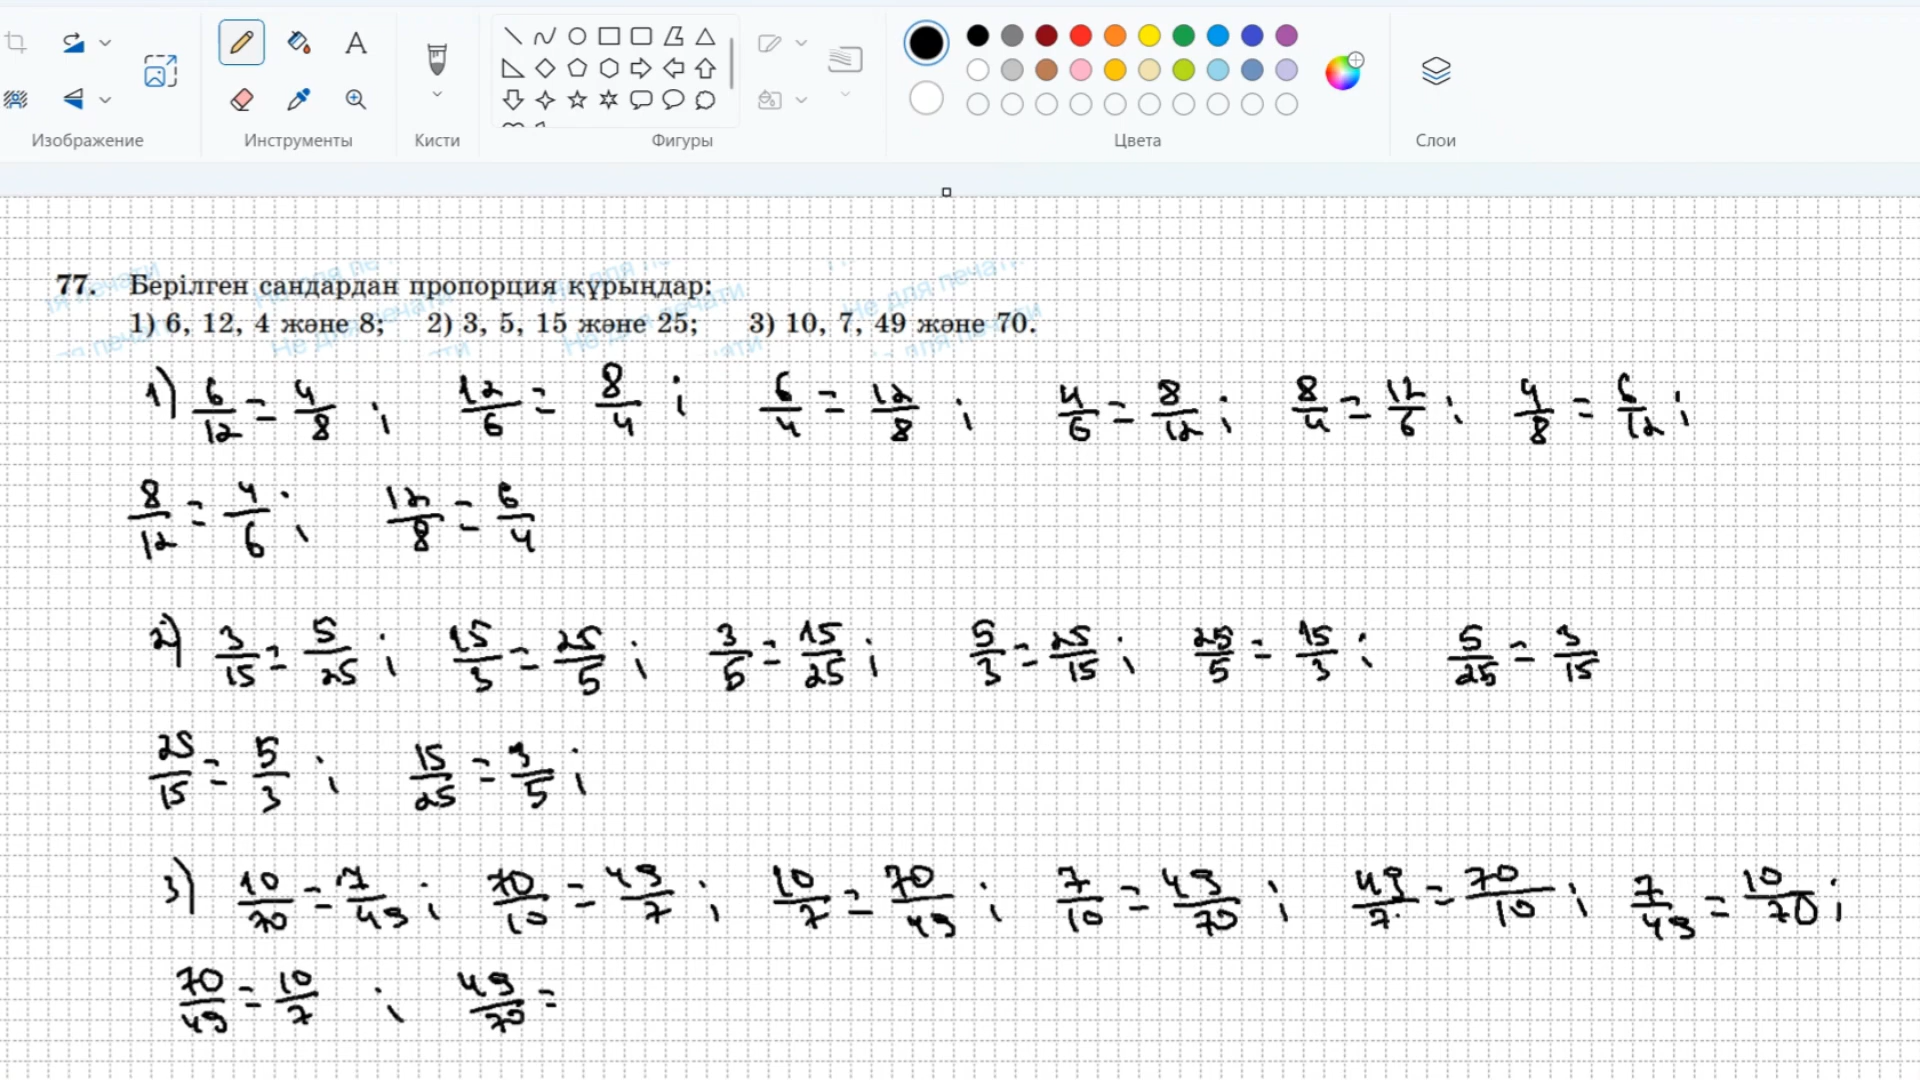 A
Изображение Инструменты Кисти Фигуры Цвета Слои
77. Берілген сандардан пропорция құрыңдар:
1) 6, 12, 4 және 8; 2) 3, 5, 15 және 25; 3) 10, 7, 49 және 70.
1) 6/12 = 4/8 ; 12/6 = 8/4 ; 6/4 = 12/8 ; 4/6 = 8/12 ; 8/4 = 12/6 ; 4/8 = 6/12 ;
8/12 = 4/6 ; 12/8 = 6/4
2) 3/15 = 5/25 ; 15/3 = 25/5 ; 3/5 = 15/25 ; 5/3 = 25/15 ; 25/5 = 15/3 ; 5/25 = 3/15
25/15 = 5/3 ; 15/25 = 3/5 ;
3) 10/70 = 7/49 ; 70/10 = 49/7 ; 10/7 = 70/49 ; 7/10 = 49/70 ; 49/7 = 70/10 ; 7/49 = 10/70 ;
70/49 = 10/7 ; 49/70 =